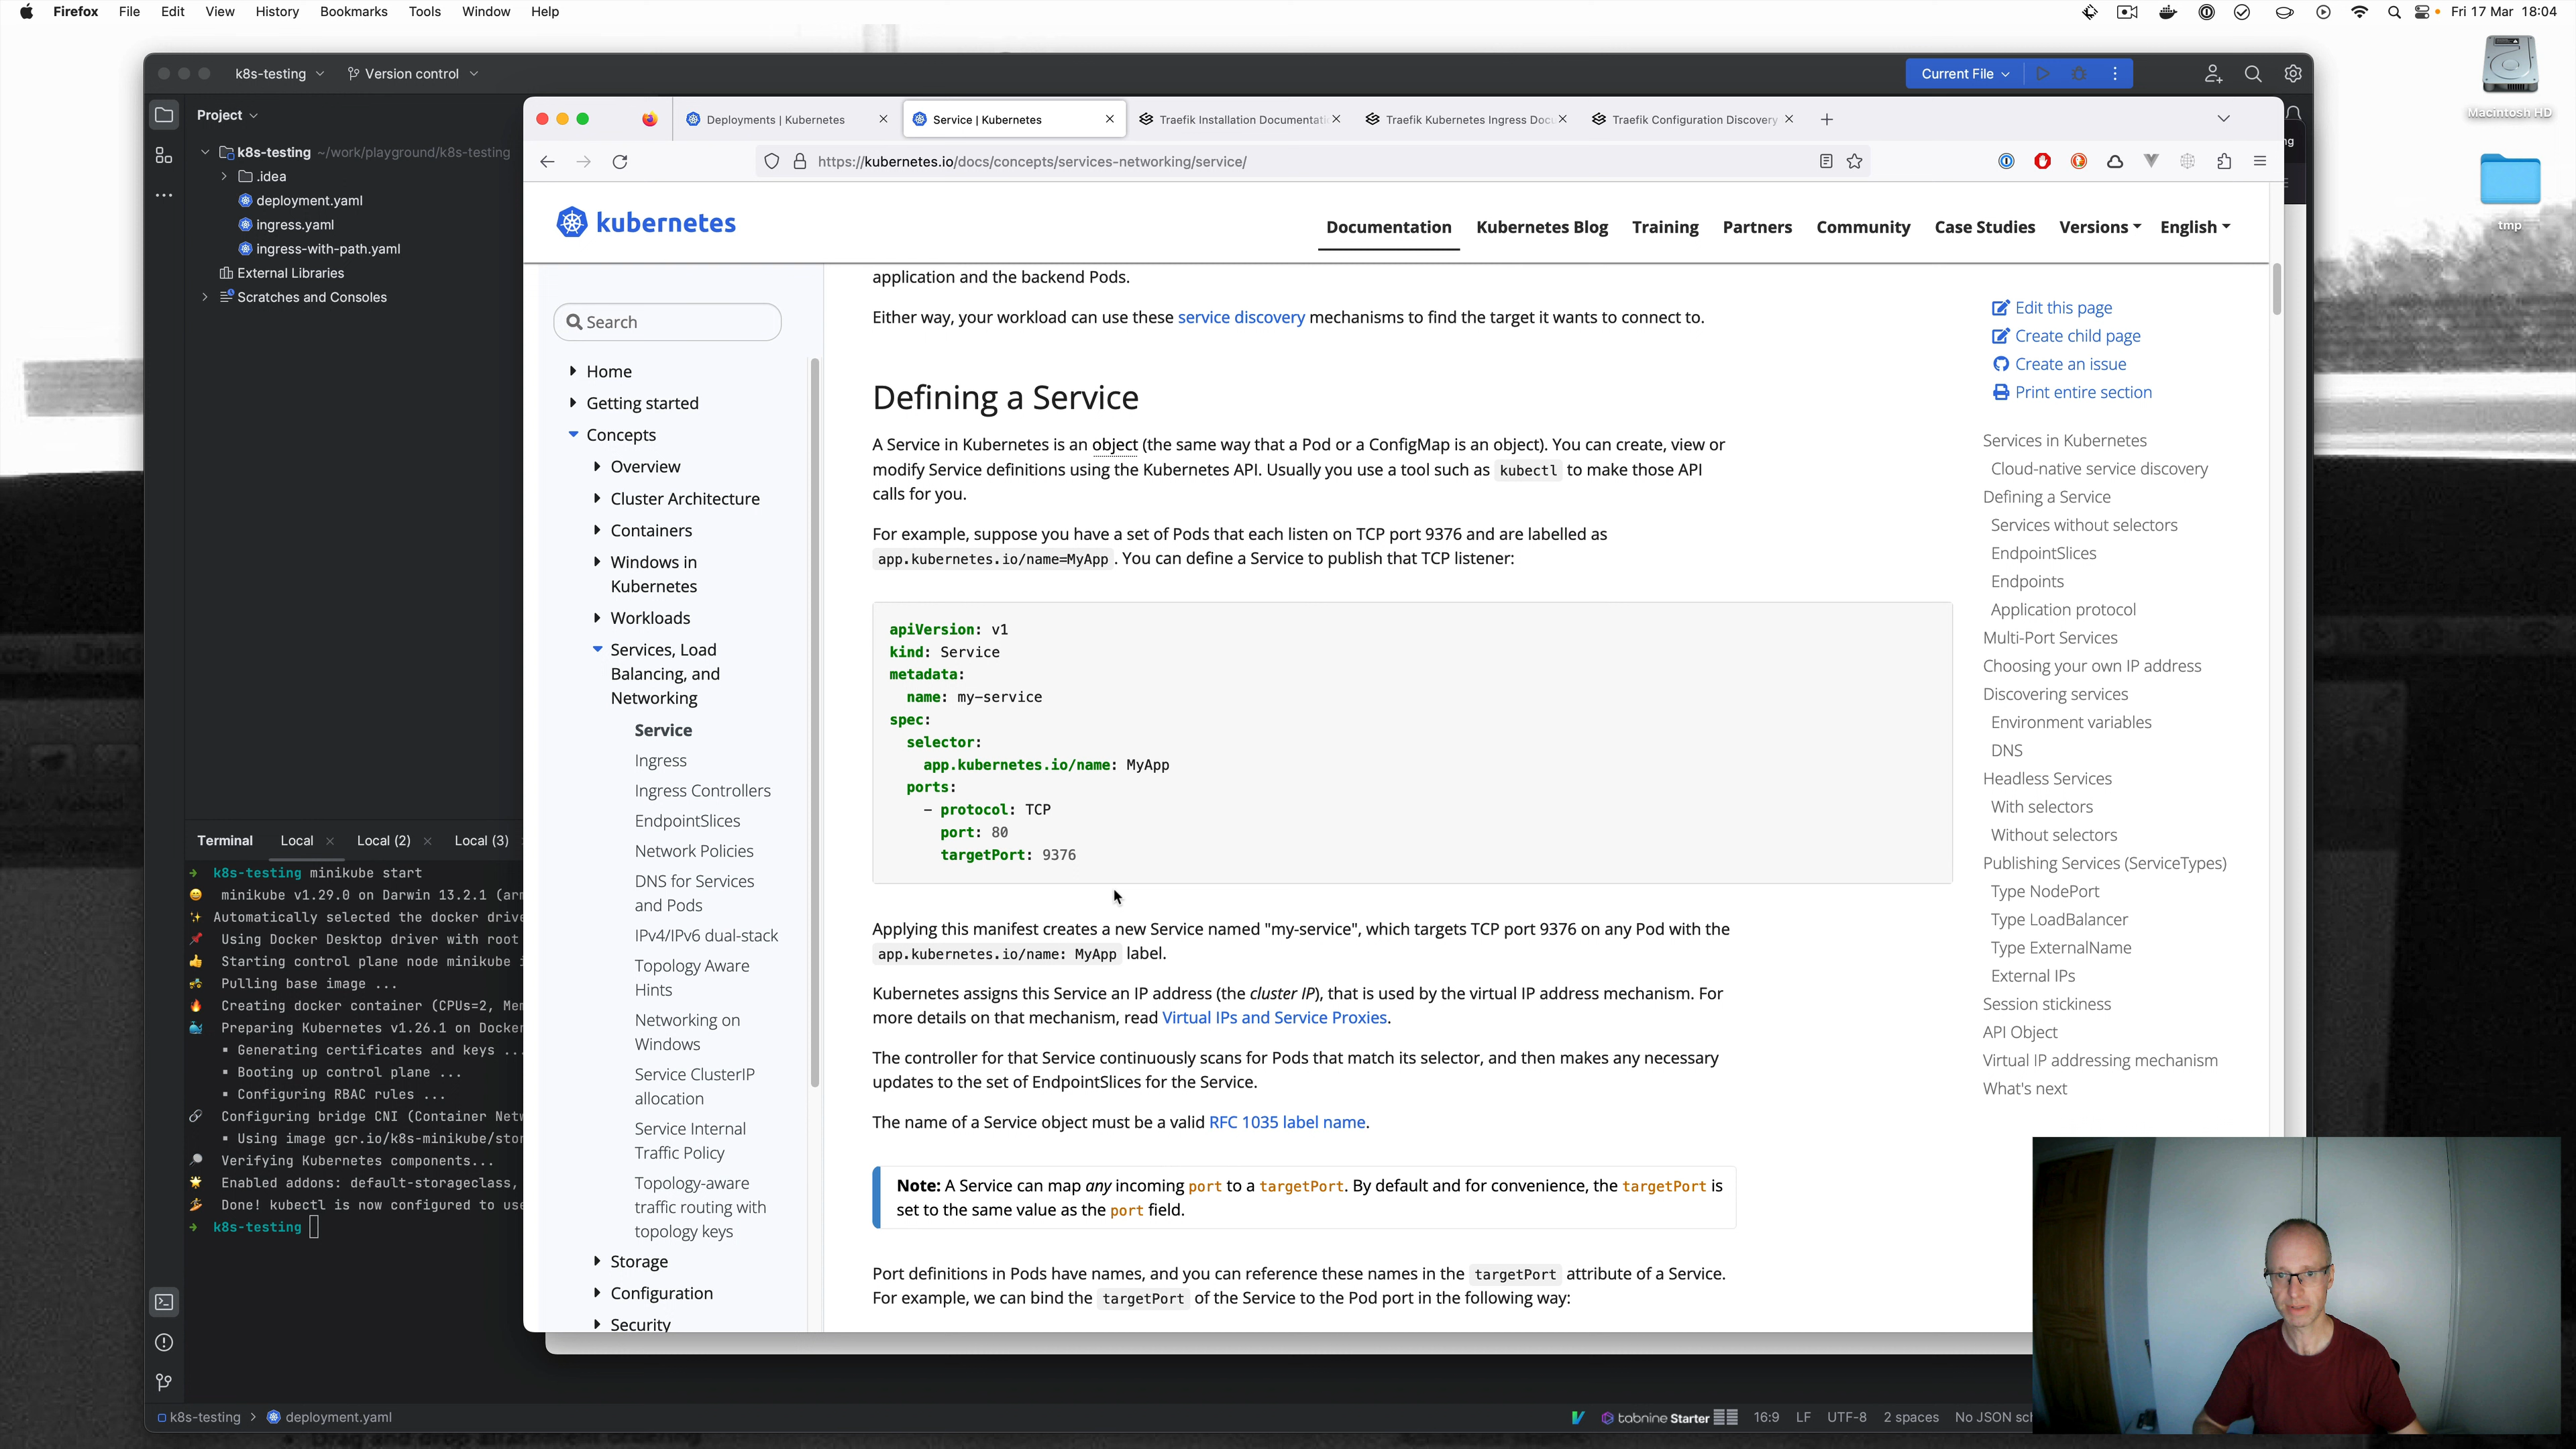 Firefox File Edit View History Bookmarks Tools Window Help
Fri 17 Mar 18:04
Macintosh HD
tmp
k8s-testing Version control
Current File
Project
k8s-testing ~/work/playground/k8s-testing
.idea
deployment.yaml
ingress.yaml
ingress-with-path.yaml
External Libraries
Scratches and Consoles
Deployments | Kubernetes
Service | Kubernetes
Traefik Installation Documentati
Traefik Kubernetes Ingress Docu
Traefik Configuration Discovery
https://kubernetes.io/docs/concepts/services-networking/service/
kubernetes
Documentation Kubernetes Blog Training Partners Community Case Studies Versions English
Search
Home
Getting started
Concepts
Overview
Cluster Architecture
Containers
Windows in
Kubernetes
Workloads
Services, Load
Balancing, and
Networking
Service
Ingress
Ingress Controllers
EndpointSlices
Network Policies
DNS for Services
and Pods
IPv4/IPv6 dual-stack
Topology Aware
Hints
Networking on
Windows
Service ClusterIP
allocation
Service Internal
Traffic Policy
Topology-aware
traffic routing with
topology keys
Storage
Configuration
Security
application and the backend Pods.
Either way, your workload can use these service discovery mechanisms to find the target it wants to connect to.
Defining a Service
A Service in Kubernetes is an object (the same way that a Pod or a ConfigMap is an object). You can create, view or
modify Service definitions using the Kubernetes API. Usually you use a tool such as kubectl to make those API
calls for you.
For example, suppose you have a set of Pods that each listen on TCP port 9376 and are labelled as
app.kubernetes.io/name=MyApp . You can define a Service to publish that TCP listener:
apiVersion: v1
kind: Service
metadata:
name: my-service
spec:
selector:
app.kubernetes.io/name: MyApp
ports:
- protocol: TCP
port: 80
targetPort: 9376
Applying this manifest creates a new Service named "my-service", which targets TCP port 9376 on any Pod with the
app.kubernetes.io/name: MyApp label.
Kubernetes assigns this Service an IP address (the cluster IP), that is used by the virtual IP address mechanism. For
more details on that mechanism, read Virtual IPs and Service Proxies.
The controller for that Service continuously scans for Pods that match its selector, and then makes any necessary
updates to the set of EndpointSlices for the Service.
The name of a Service object must be a valid RFC 1035 label name.
Note: A Service can map any incoming port to a targetPort. By default and for convenience, the targetPort is
set to the same value as the port field.
Port definitions in Pods have names, and you can reference these names in the targetPort attribute of a Service.
For example, we can bind the targetPort of the Service to the Pod port in the following way:
Edit this page
Create child page
Create an issue
Print entire section
Services in Kubernetes
Cloud-native service discovery
Defining a Service
Services without selectors
EndpointSlices
Endpoints
Application protocol
Multi-Port Services
Choosing your own IP address
Discovering services
Environment variables
DNS
Headless Services
With selectors
Without selectors
Publishing Services (ServiceTypes)
Type NodePort
Type LoadBalancer
Type ExternalName
External IPs
Session stickiness
API Object
Virtual IP addressing mechanism
What's next
Terminal Local Local (2) Local (3)
k8s-testing minikube start
minikube v1.29.0 on Darwin 13.2.1 (arm
Automatically selected the docker drive
Using Docker Desktop driver with root
Starting control plane node minikube i
Pulling base image ...
Creating docker container (CPUs=2, Mem
Preparing Kubernetes v1.26.1 on Docker
▪ Generating certificates and keys ...
▪ Booting up control plane ...
▪ Configuring RBAC rules ...
Configuring bridge CNI (Container Netw
▪ Using image gcr.io/k8s-minikube/stor
Verifying Kubernetes components...
Enabled addons: default-storageclass,
Done! kubectl is now configured to use
k8s-testing
k8s-testing > deployment.yaml
tabnine Starter 16:9 LF UTF-8 2 spaces No JSON sch